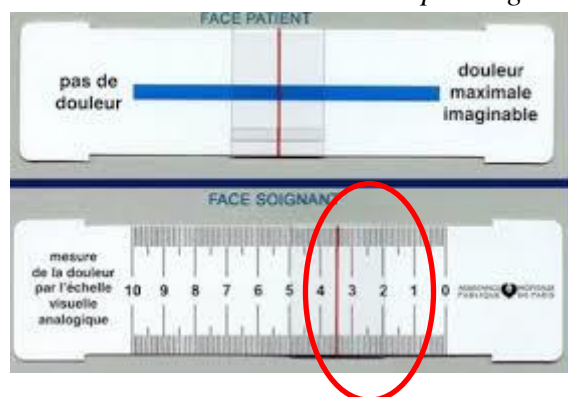 FACE PATIENT
pas de
douleur
douleur
maximale
imaginable
FACE SOIGNANT
mesure
de la douleur
par l'échelle
visuelle
analogique
10 9 8 7 6 5 4 3 2 1 0
ASSISTANCE HÔPITAUX
PUBLIQUE DE PARIS